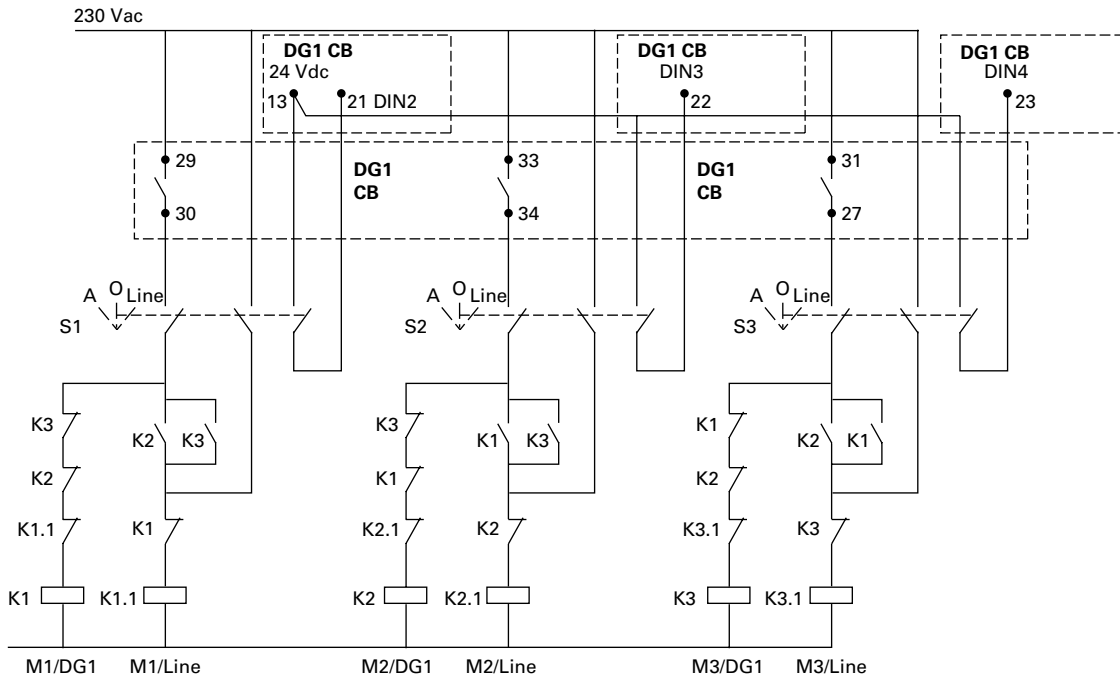 230 Vac
DG1 CB
24 Vdc
13
21 DIN2
DG1 CB
DIN3
22
DG1 CB
DIN4
23
29
30
DG1
CB
33
34
DG1
CB
31
27
A O Line
S1
A O Line
S2
A O Line
S3
K3
K2
K3
K2
K1.1
K1
K1
K1.1
K3
K1
K3
K1
K2.1
K2
K2
K2.1
K1
K2
K1
K2
K3.1
K3
K3
K3.1
M1/DG1 M1/Line M2/DG1 M2/Line M3/DG1 M3/Line